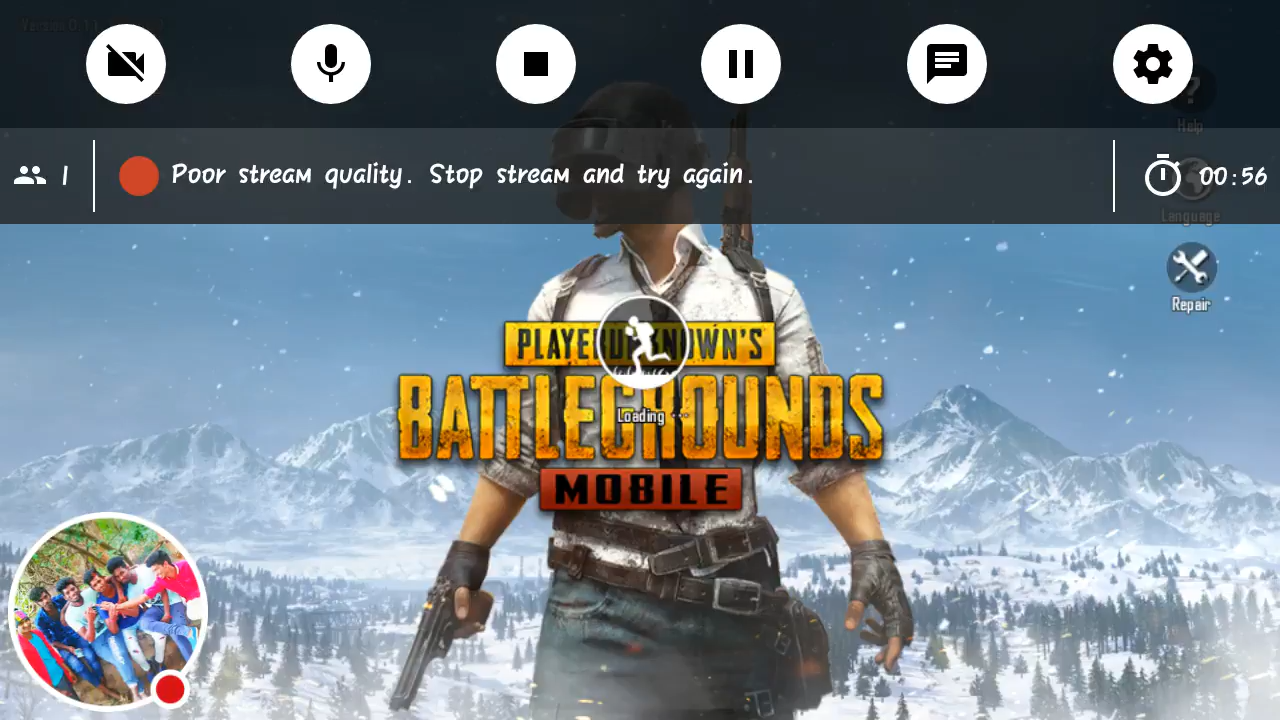 Help
1
Poor stream quality. Stop stream and try again.
00:56
Language
Repair
PLAYERUNKNOWN'S
BATTLEGROUNDS
Loading ...
MOBILE